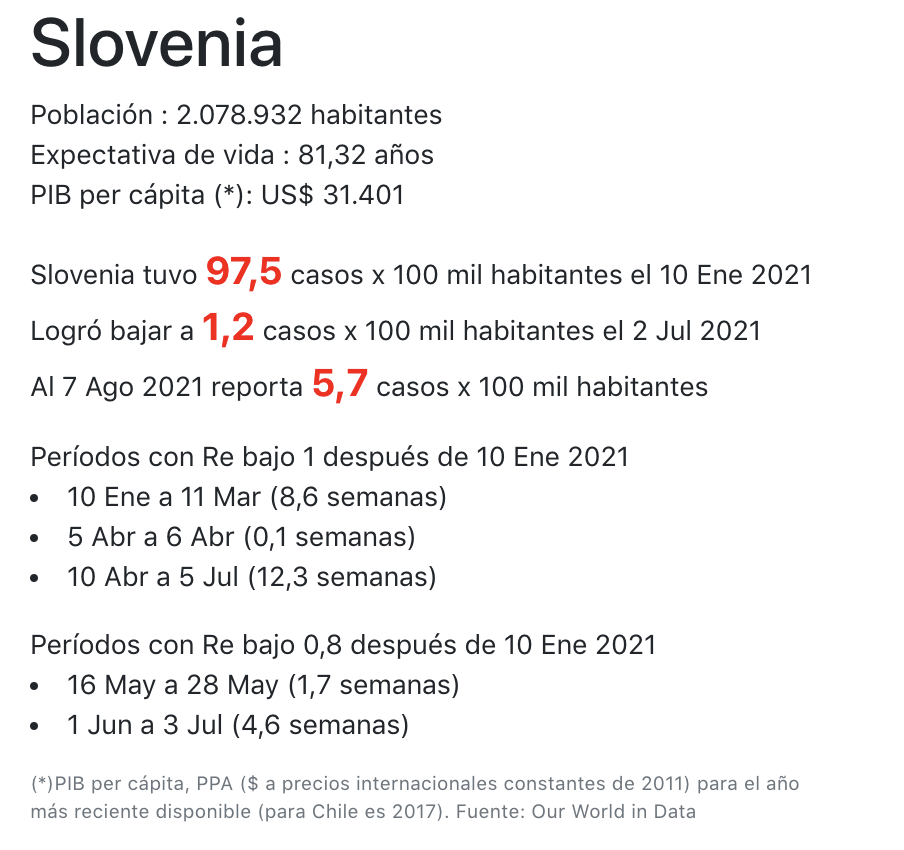 Slovenia
Población : 2.078.932 habitantes
Expectativa de vida : 81,32 años
PIB per cápita (*): US$ 31.401
Slovenia tuvo 97,5 casos x 100 mil habitantes el 10 Ene 2021
Logró bajar a 1,2 casos x 100 mil habitantes el 2 Jul 2021
Al 7 Ago 2021 reporta 5,7 casos x 100 mil habitantes
Períodos con Re bajo 1 después de 10 Ene 2021
• 10 Ene a 11 Mar (8,6 semanas)
• 5 Abr a 6 Abr (0,1 semanas)
• 10 Abr a 5 Jul (12,3 semanas)
Períodos con Re bajo 0,8 después de 10 Ene 2021
• 16 May a 28 May (1,7 semanas)
• 1 Jun a 3 Jul (4,6 semanas)
(*)PIB per cápita, PPA ($ a precios internacionales constantes de 2011) para el año
más reciente disponible (para Chile es 2017). Fuente: Our World in Data